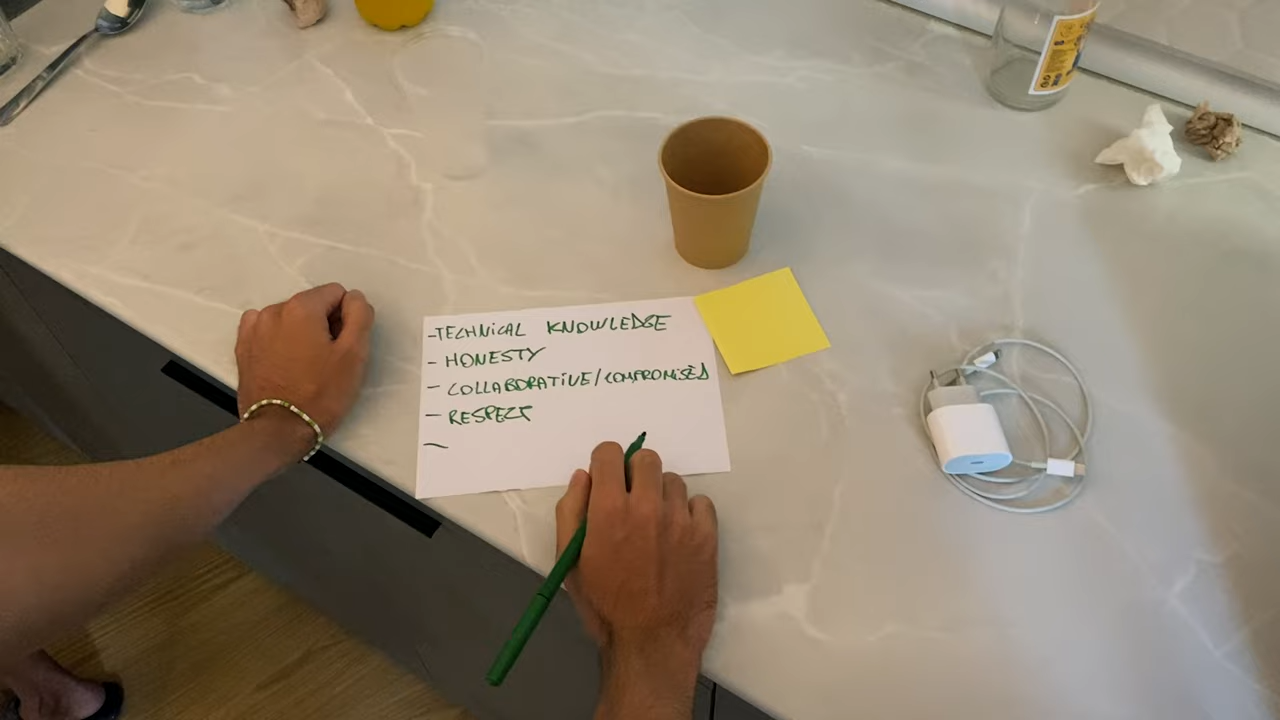 -TECHNICAL KNOWLEDGE
- HONESTY
- COLLABORATIVE/COMPROMISED
- RESPECT
-